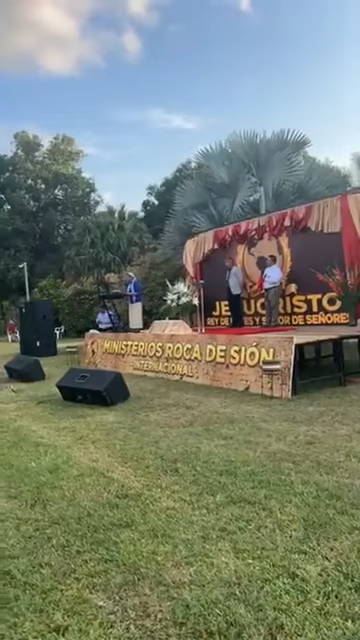 JESUCRISTO
REY DE REYES Y SEÑOR DE SEÑORES
MINISTERIOS ROCA DE SIÓN
INTERNACIONAL